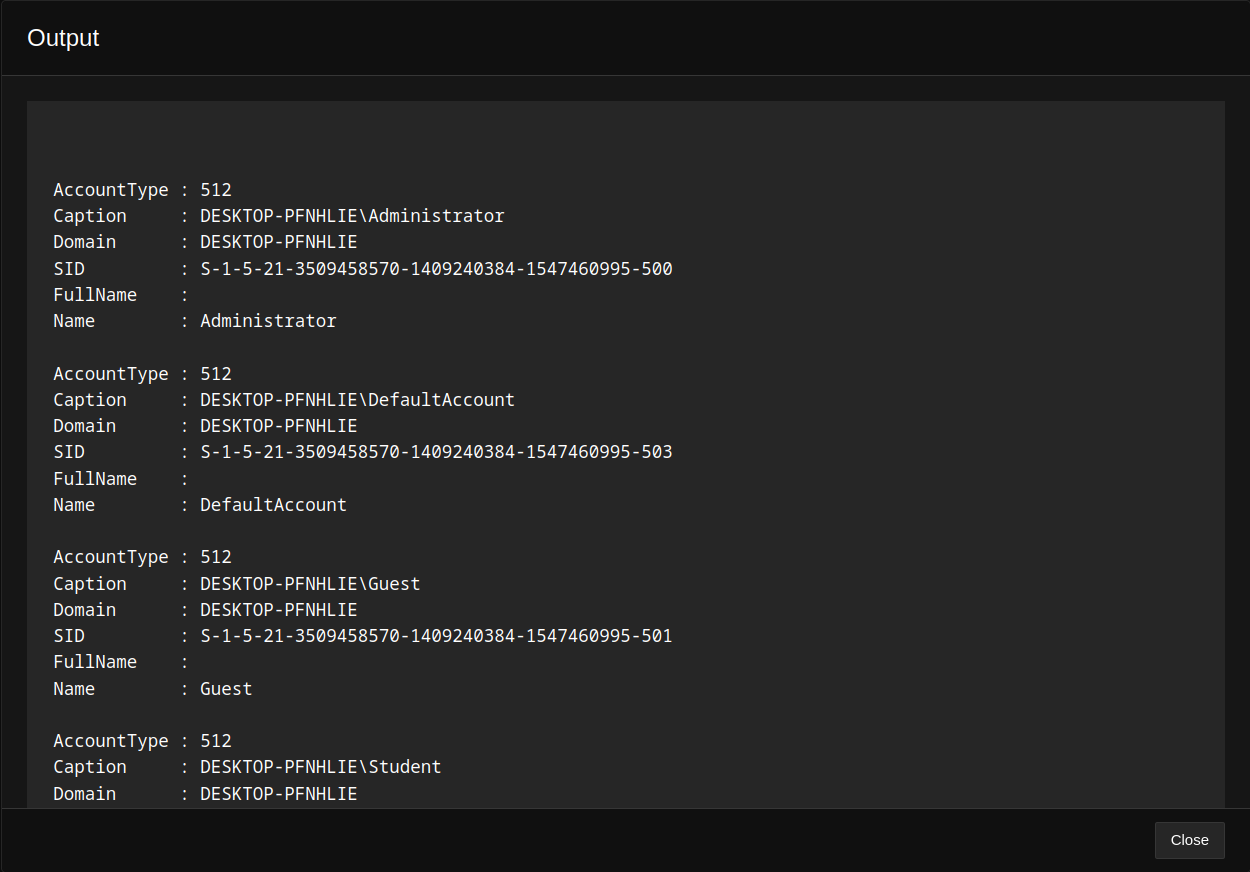 Output
AccountType : 512
Caption     : DESKTOP-PFNHLIE\Administrator
Domain      : DESKTOP-PFNHLIE
SID         : S-1-5-21-3509458570-1409240384-1547460995-500
FullName    :
Name        : Administrator
AccountType : 512
Caption     : DESKTOP-PFNHLIE\DefaultAccount
Domain      : DESKTOP-PFNHLIE
SID         : S-1-5-21-3509458570-1409240384-1547460995-503
FullName    :
Name        : DefaultAccount
AccountType : 512
Caption     : DESKTOP-PFNHLIE\Guest
Domain      : DESKTOP-PFNHLIE
SID         : S-1-5-21-3509458570-1409240384-1547460995-501
FullName    :
Name        : Guest
AccountType : 512
Caption     : DESKTOP-PFNHLIE\Student
Domain      : DESKTOP-PFNHLIE
Close